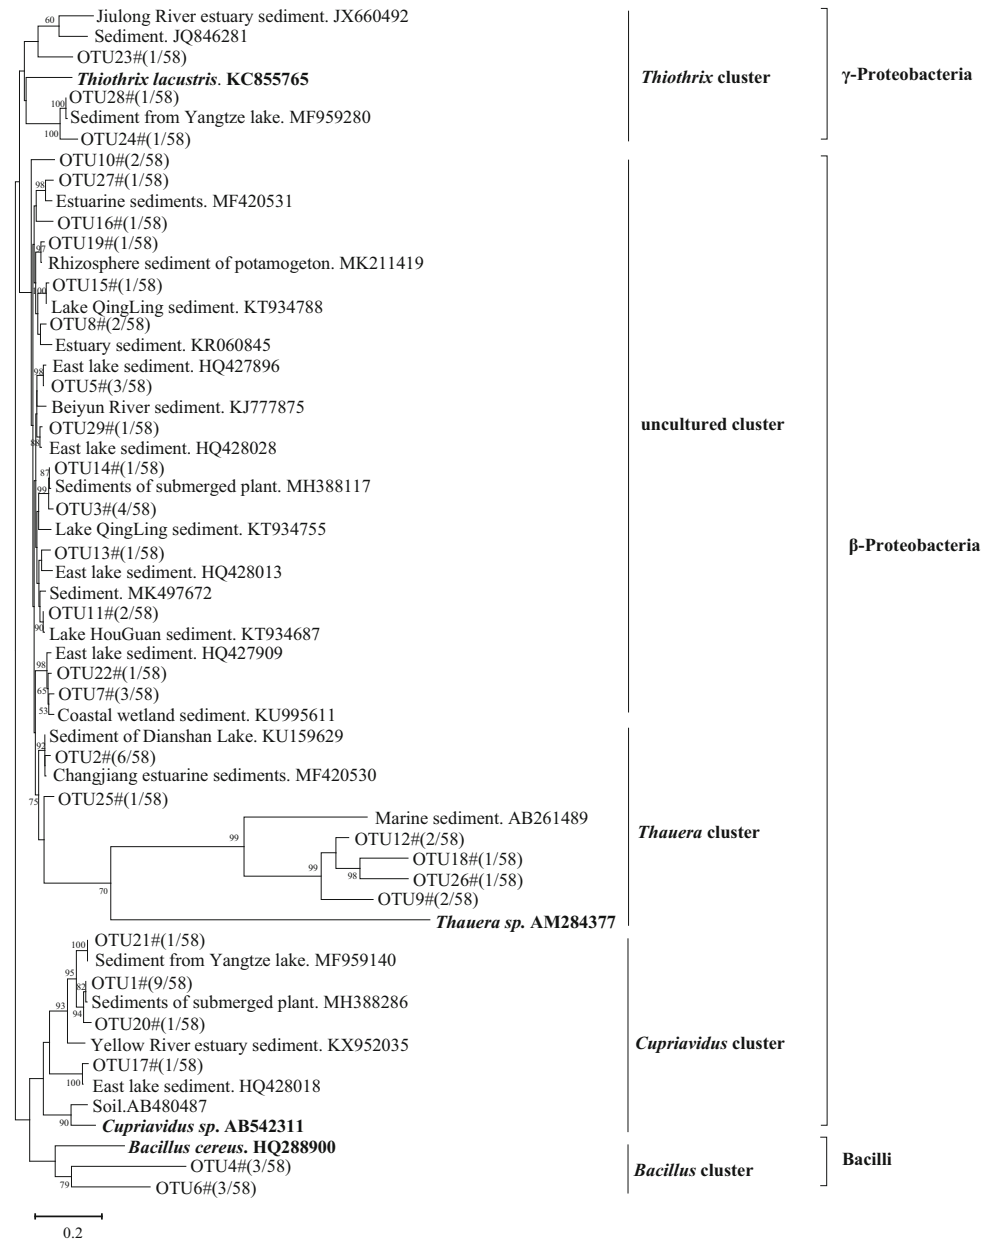 60
Jiulong River estuary sediment. JX660492
Sediment. JQ846281
OTU23#(1/58)
Thiothrix lacustris. KC855765
Thiothrix cluster
γ-Proteobacteria
OTU28#(1/58)
100
Sediment from Yangtze lake. MF959280
100
OTU24#(1/58)
OTU10#(2/58)
OTU27#(1/58)
98
Estuarine sediments. MF420531
OTU16#(1/58)
OTU19#(1/58)
97
Rhizosphere sediment of potamogeton. MK211419
OTU15#(1/58)
100
Lake QingLing sediment. KT934788
OTU8#(2/58)
Estuary sediment. KR060845
East lake sediment. HQ427896
98
OTU5#(3/58)
Beiyun River sediment. KJ777875
uncultured cluster
OTU29#(1/58)
88
East lake sediment. HQ428028
OTU14#(1/58)
87
Sediments of submerged plant. MH388117
99
OTU3#(4/58)
Lake QingLing sediment. KT934755
OTU13#(1/58)
β-Proteobacteria
East lake sediment. HQ428013
Sediment. MK497672
OTU11#(2/58)
90
Lake HouGuan sediment. KT934687
East lake sediment. HQ427909
98
OTU22#(1/58)
65
OTU7#(3/58)
53
Coastal wetland sediment. KU995611
Sediment of Dianshan Lake. KU159629
92
OTU2#(6/58)
Changjiang estuarine sediments. MF420530
75
OTU25#(1/58)
Marine sediment. AB261489
99
OTU12#(2/58)
Thauera cluster
OTU18#(1/58)
99
98
OTU26#(1/58)
70
OTU9#(2/58)
Thauera sp. AM284377
OTU21#(1/58)
100
Sediment from Yangtze lake. MF959140
95
OTU1#(9/58)
82
Sediments of submerged plant. MH388286
93
94
OTU20#(1/58)
Yellow River estuary sediment. KX952035
Cupriavidus cluster
OTU17#(1/58)
100
East lake sediment. HQ428018
Soil.AB480487
90
Cupriavidus sp. AB542311
Bacillus cereus. HQ288900
Bacilli
OTU4#(3/58)
Bacillus cluster
79
OTU6#(3/58)
0.2